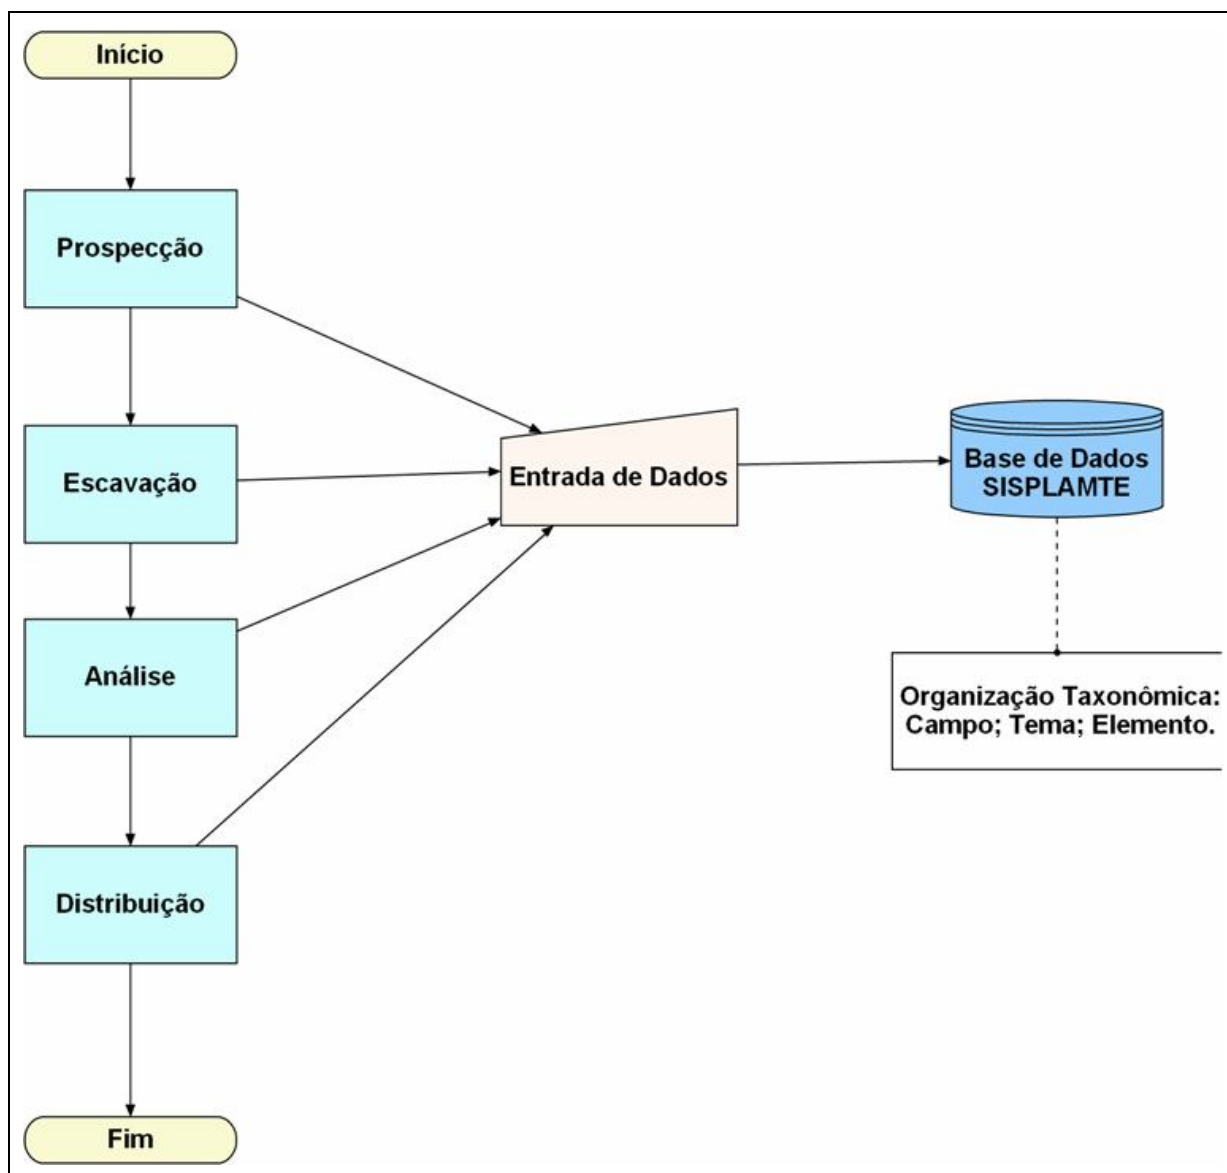 Início
Prospecção
Escavação
Entrada de Dados
Base de Dados
SISPLAMTE
Análise
Organização Taxonômica:
Campo; Tema; Elemento.
Distribuição
Fim